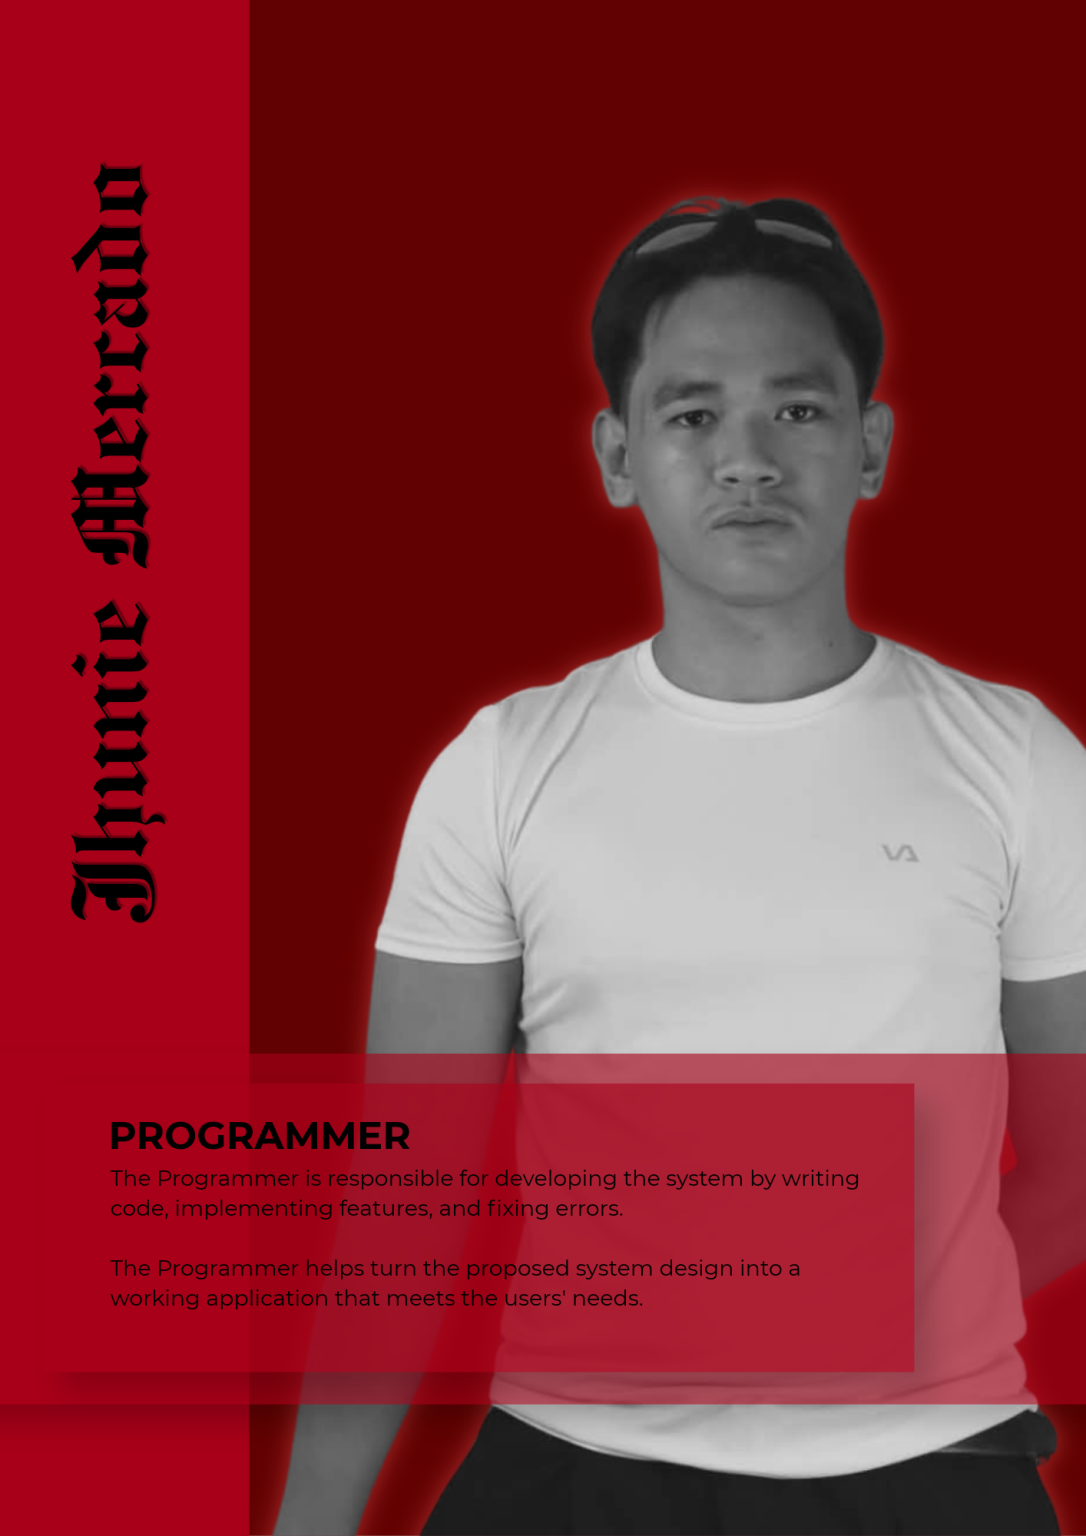 Jhunie Mercado
VA
PROGRAMMER
The Programmer is responsible for developing the system by writing
code, implementing features, and fixing errors.
The Programmer helps turn the proposed system design into a
working application that meets the users' needs.